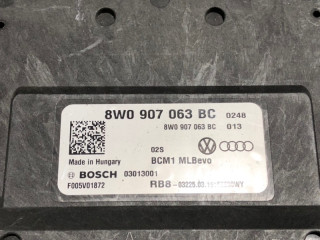 8W0 907 063 BC 0248
8W0 907 063 BC 013
02S
Made in Hungary BCM1 MLBevo
BOSCH 03013001
F005V01872